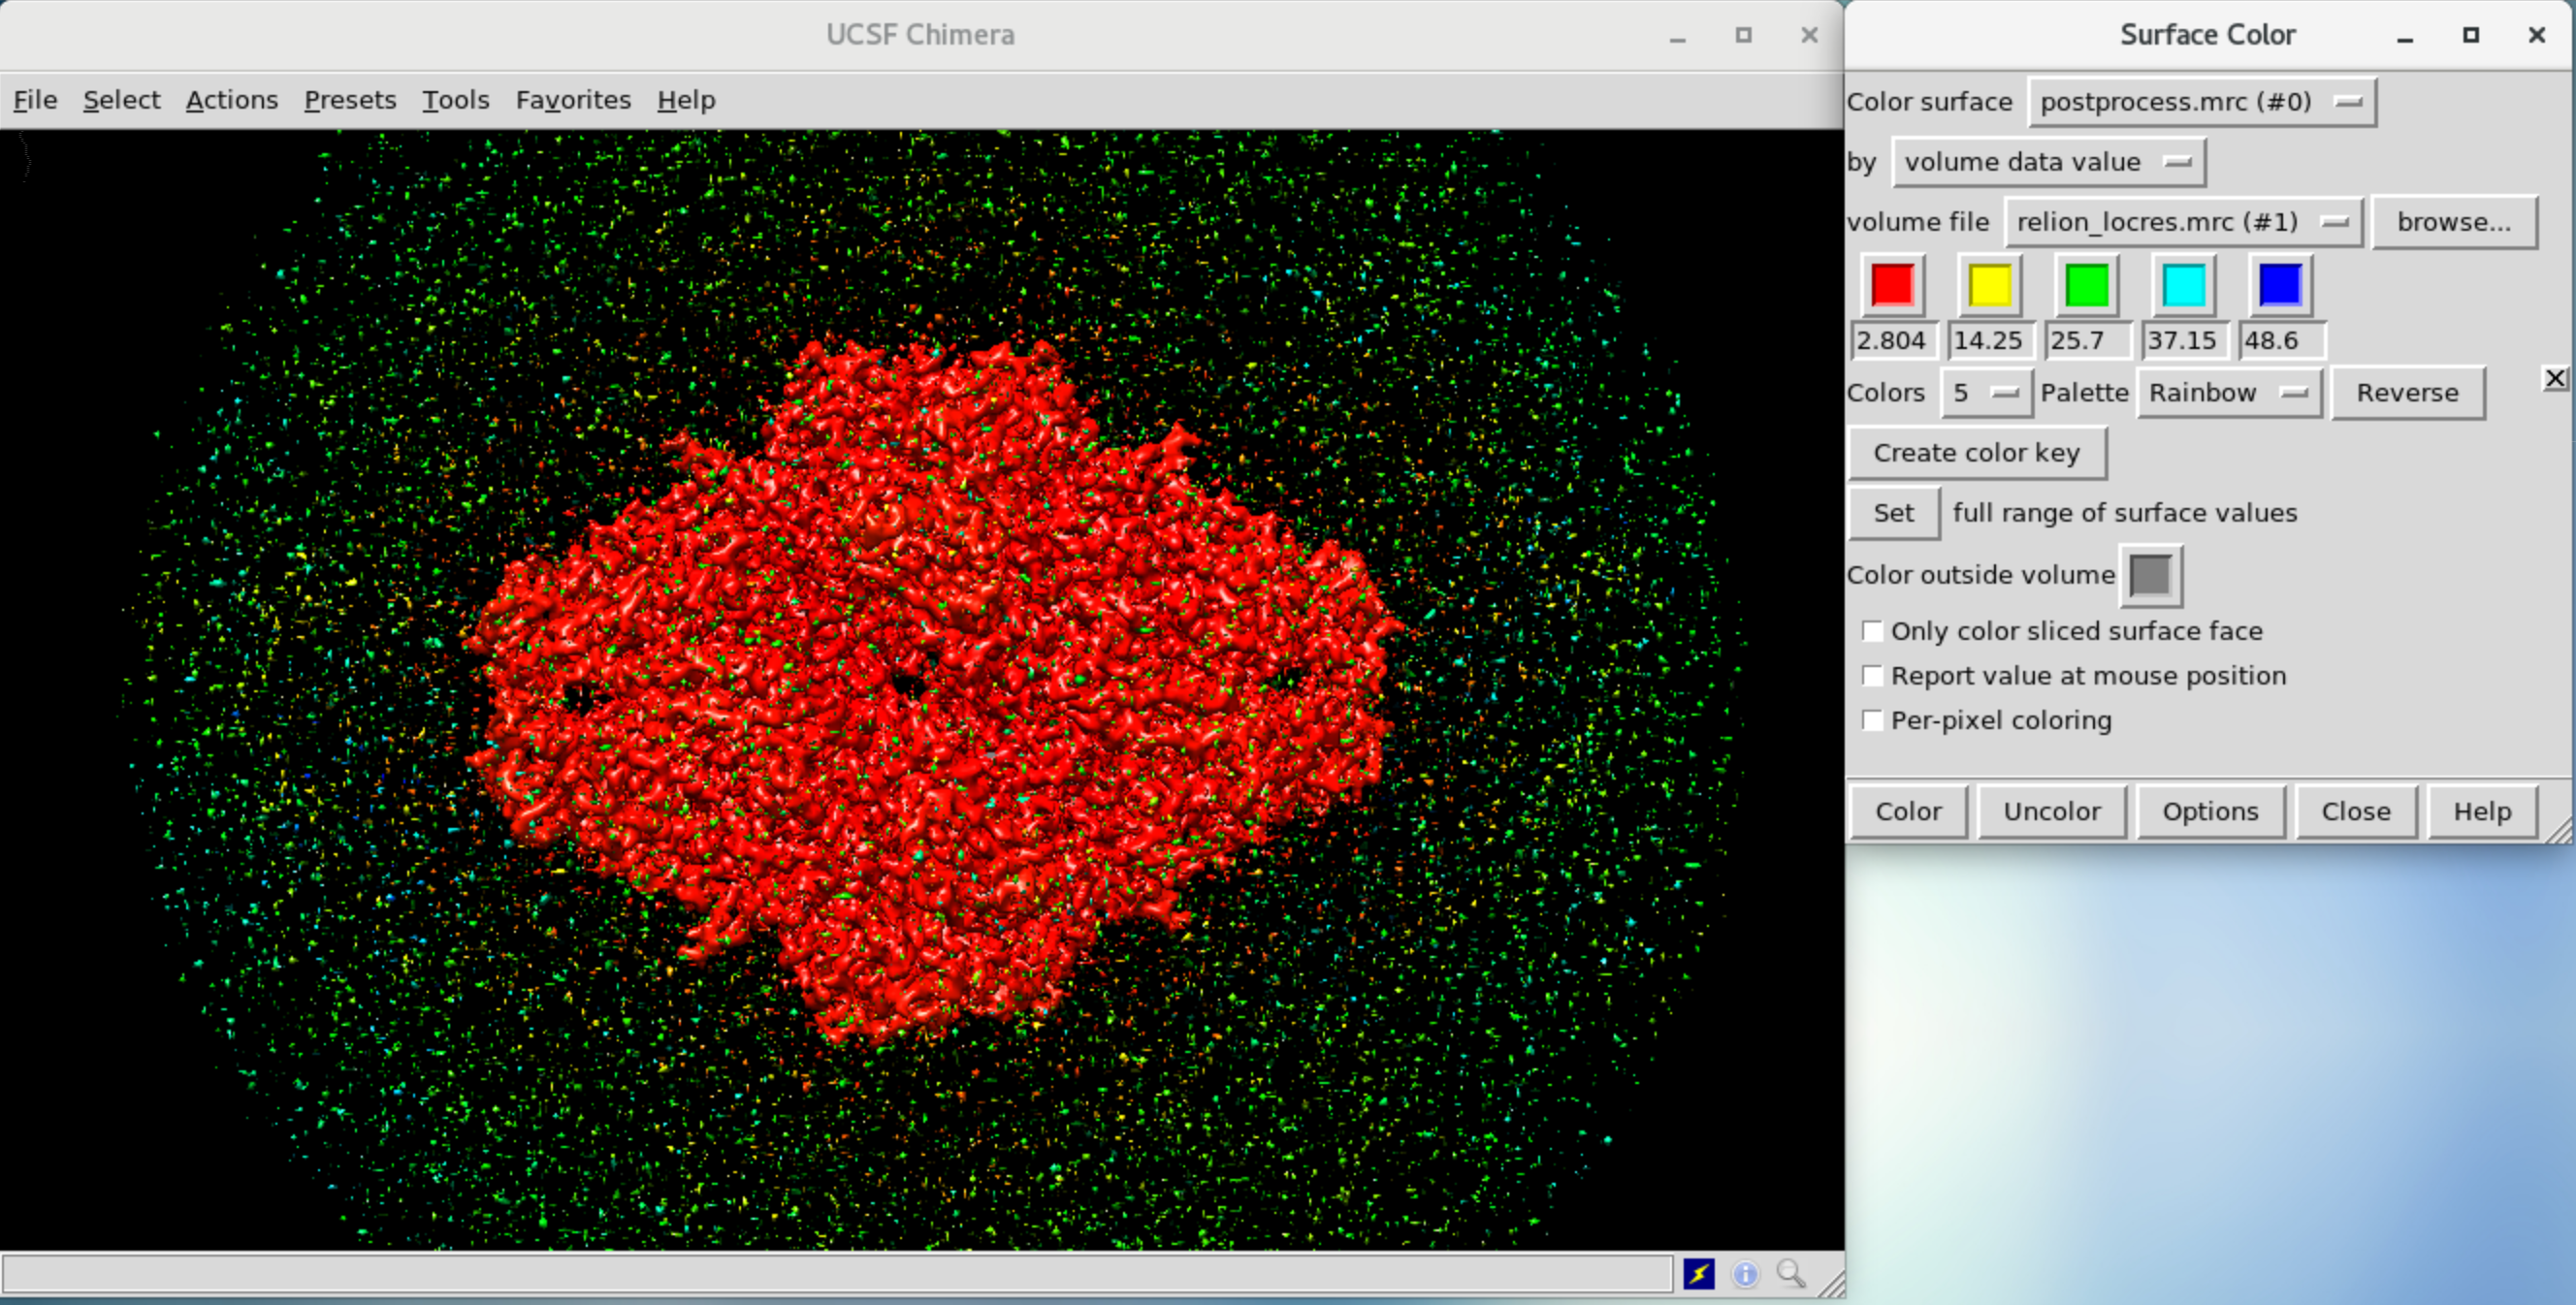 UCSF Chimera
File Select Actions Presets Tools Favorites Help
Surface Color
Color surface postprocess.mrc (#0)
by volume data value
volume file relion_locres.mrc (#1) browse...
2.804 14.25 25.7 37.15 48.6
Colors 5 Palette Rainbow Reverse
Create color key
Set full range of surface values
Color outside volume
Only color sliced surface face
Report value at mouse position
Per-pixel coloring
Color Uncolor Options Close Help